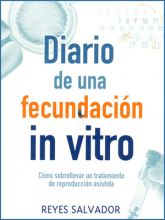 Diario
de una
fecundación
in vitro
Cómo sobrellevar un tratamiento
de reproducción asistida
REYES SALVADOR